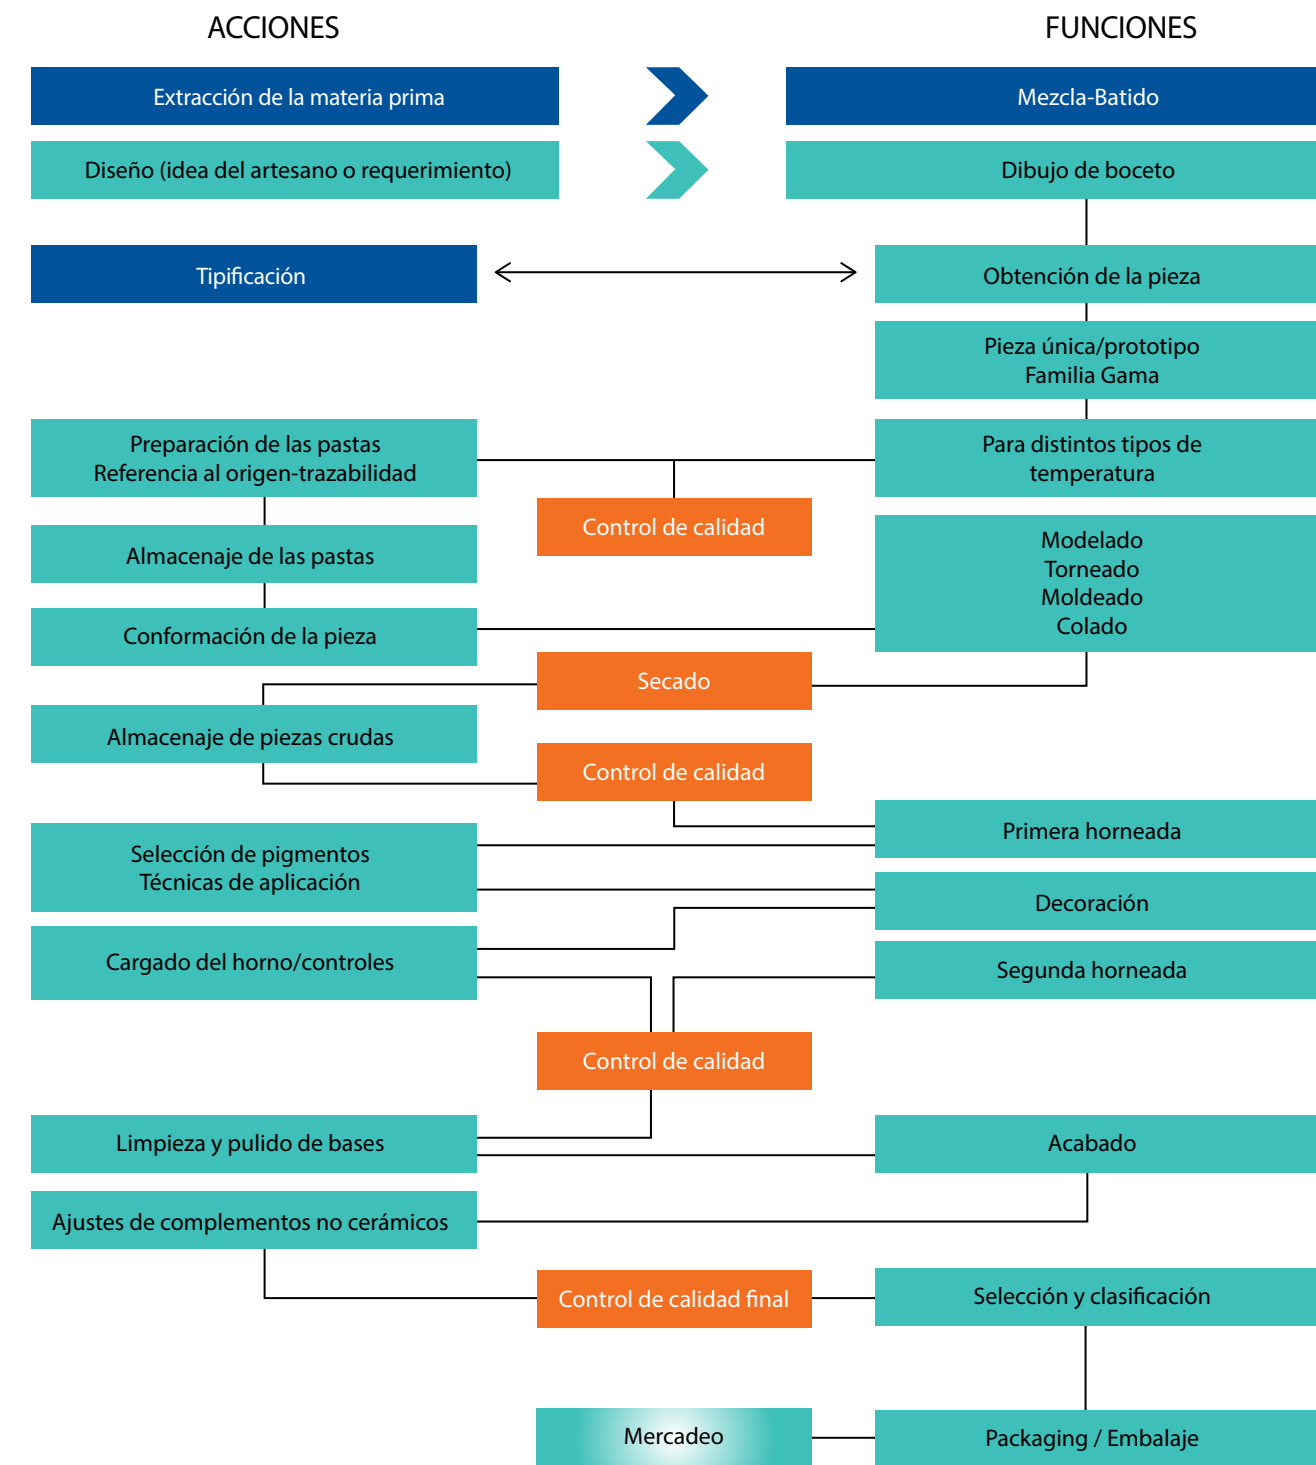 ACCIONES
FUNCIONES
Extracción de la materia prima
Mezcla-Batido
Diseño (idea del artesano o requerimiento)
Dibujo de boceto
Tipificación
Obtención de la pieza
Pieza única/prototipo
Familia Gama
Preparación de las pastas
Referencia al origen-trazabilidad
Para distintos tipos de
temperatura
Control de calidad
Almacenaje de las pastas
Modelado
Torneado
Moldeado
Colado
Conformación de la pieza
Secado
Almacenaje de piezas crudas
Control de calidad
Primera horneada
Selección de pigmentos
Técnicas de aplicación
Decoración
Cargado del horno/controles
Segunda horneada
Control de calidad
Limpieza y pulido de bases
Acabado
Ajustes de complementos no cerámicos
Control de calidad final
Selección y clasificación
Mercadeo
Packaging / Embalaje